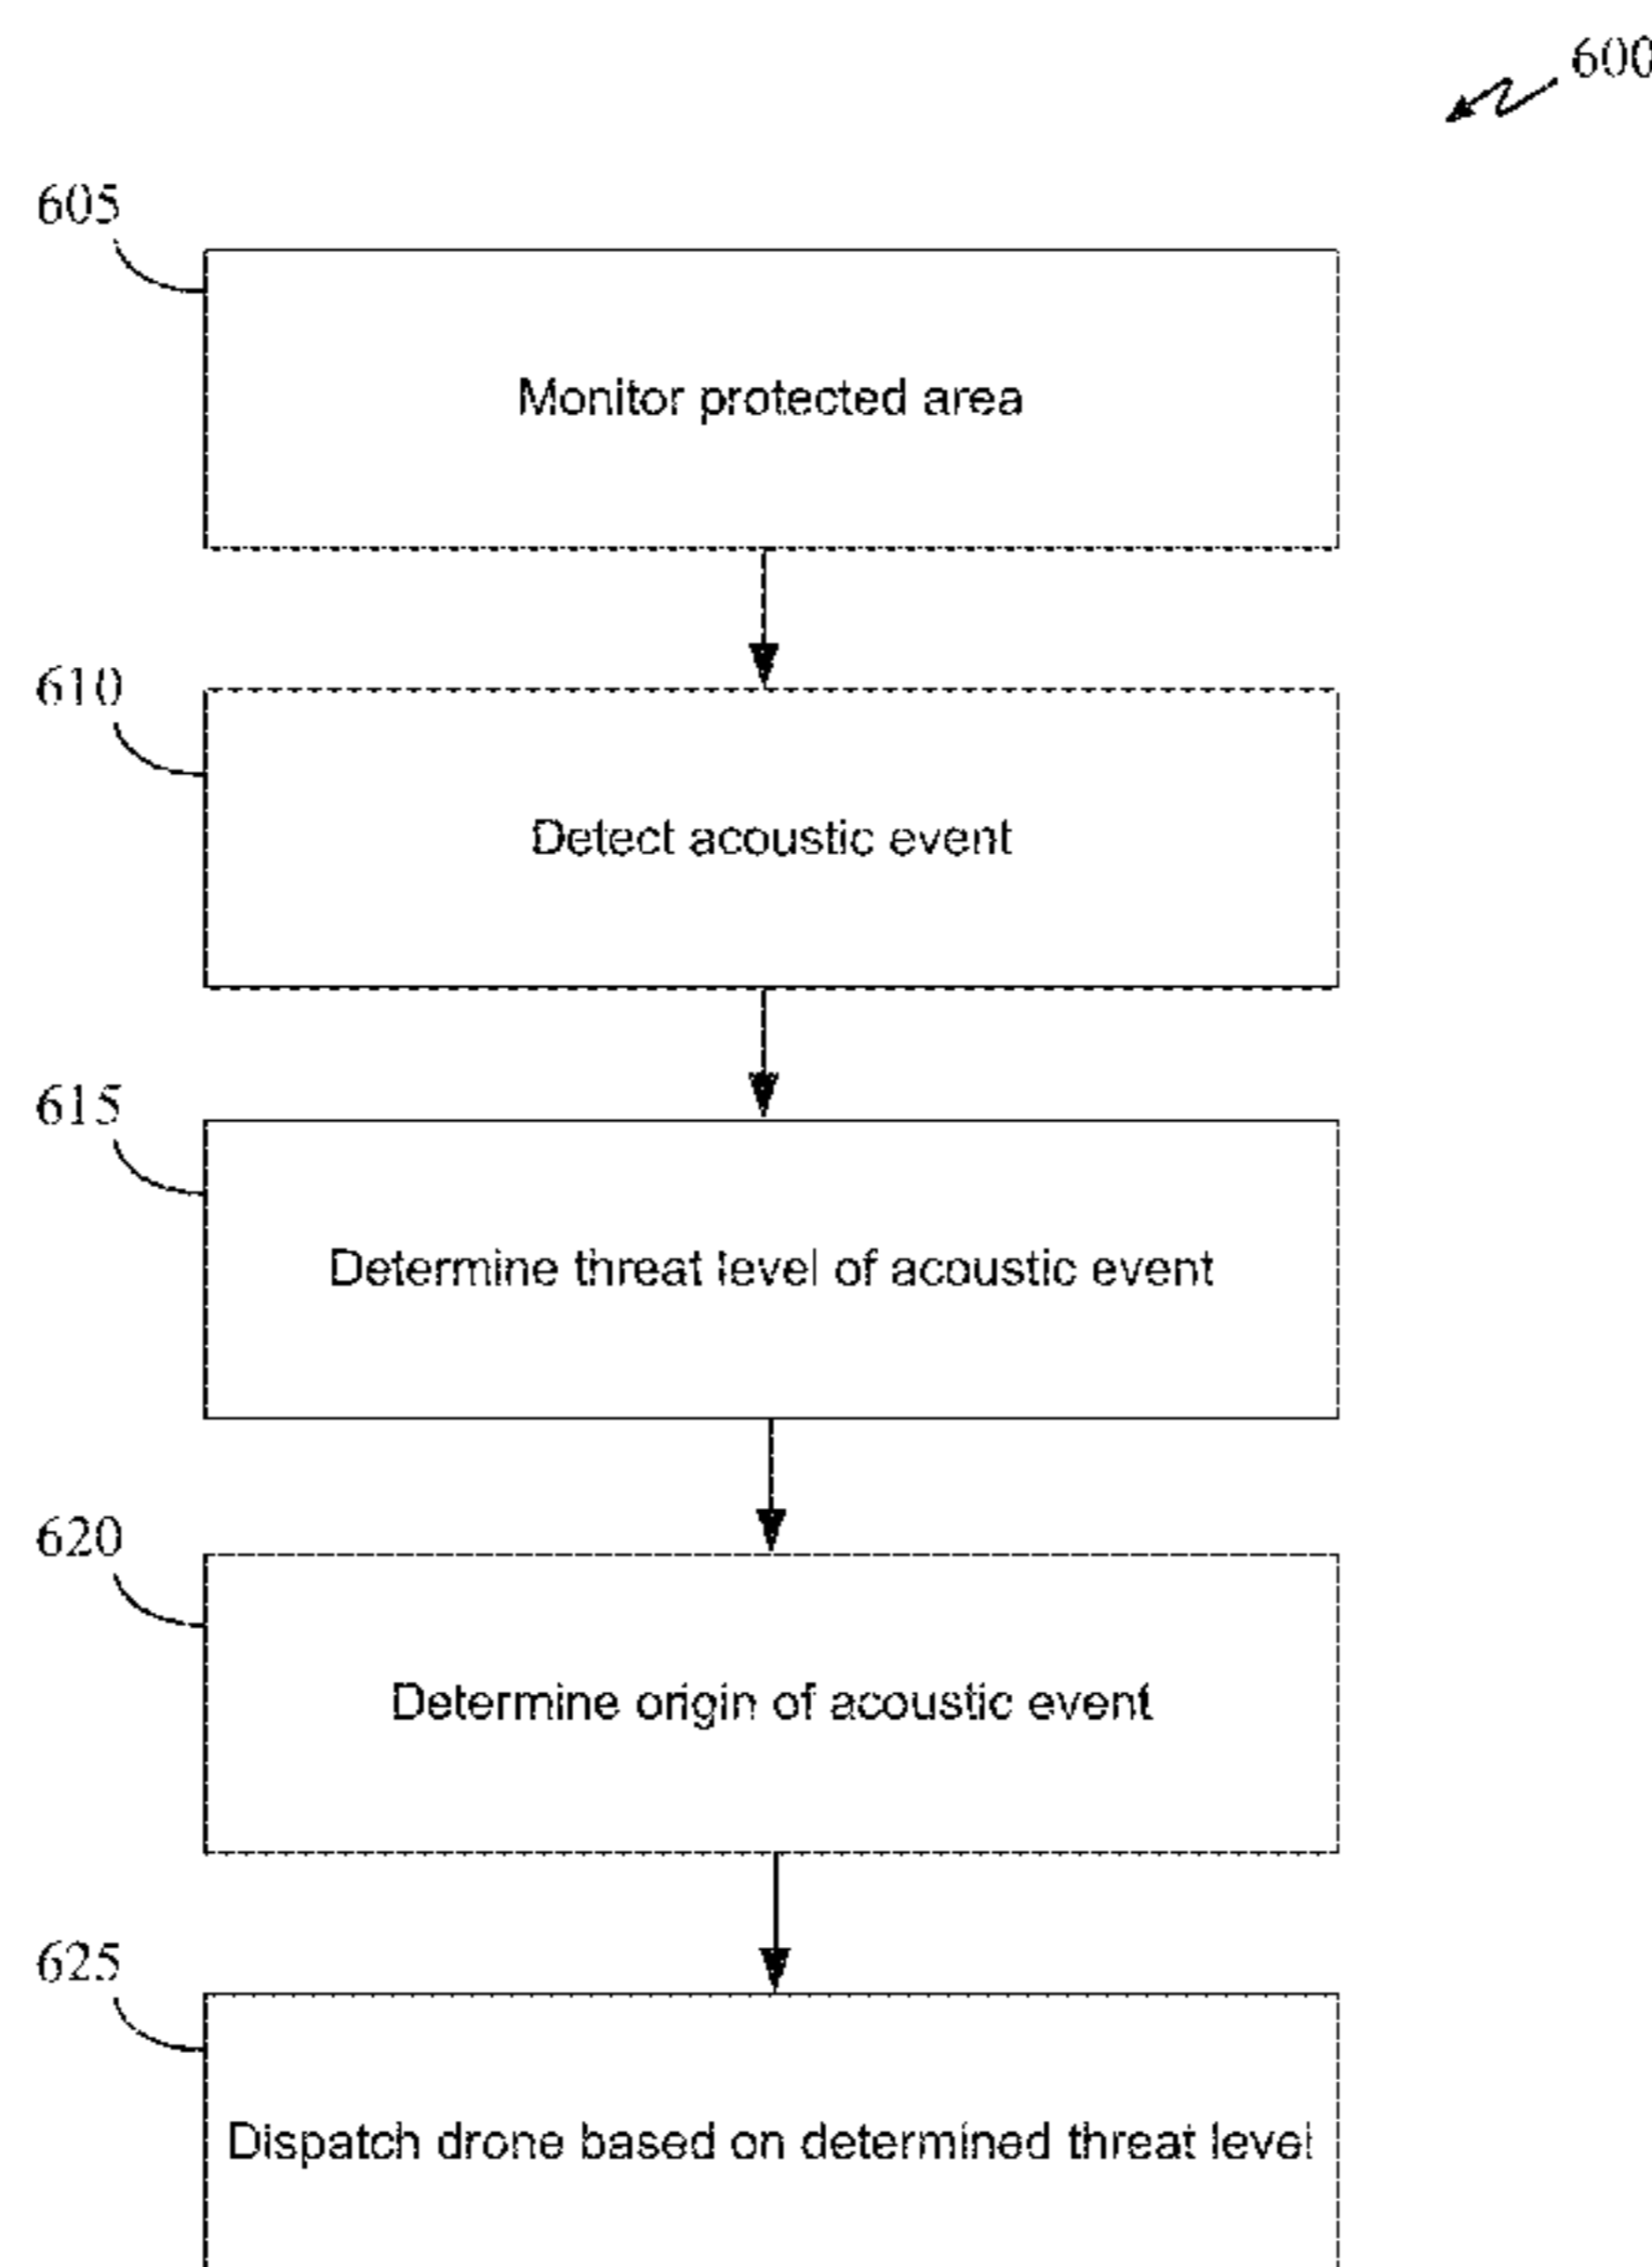 600
605
Monitor protected area
610
Detect acoustic event
615
Determine threat level of acoustic event
620
Determine origin of acoustic event
625
Dispatch drone based on determined threat level